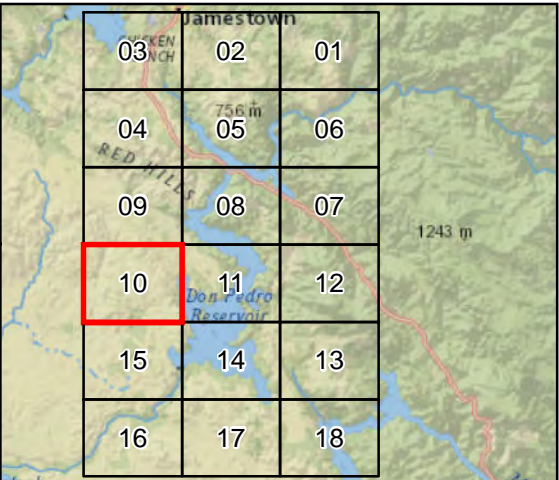 Jamestown
CHICKEN
RANCH
03 02 01
756 m
04 05 06
RED HILLS
09 08 07
1243 m
10 11 12
Don Pedro
Reservoir
15 14 13
16 17 18